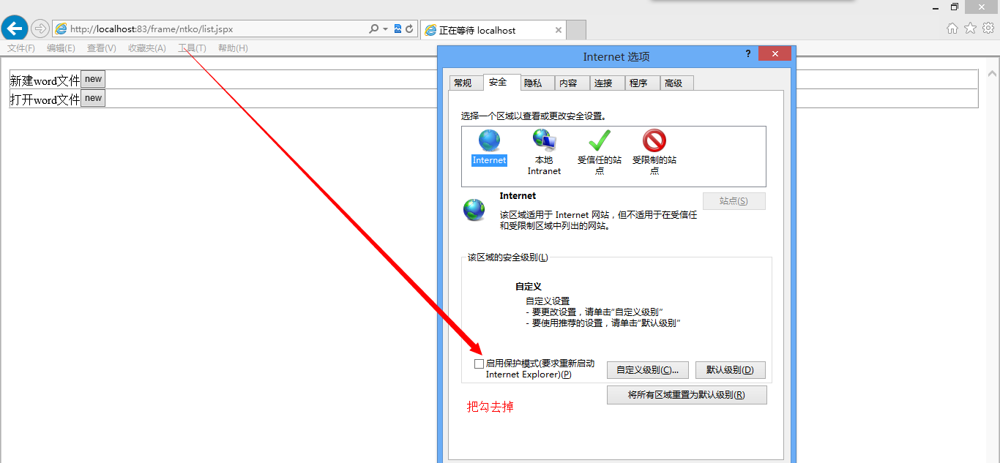 http://localhost:83/frame/ntko/list.jspx
正在等待 localhost
文件(F) 编辑(E) 查看(V) 收藏夹(A) 工具(T) 帮助(H)
新建word文件 new
打开word文件 new
Internet 选项
常规 安全 隐私 内容 连接 程序 高级
选择一个区域以查看或更改安全设置。
Internet
本地
Intranet
受信任的站
点
受限制的站
点
Internet
站点(S)
该区域适用于 Internet 网站，但不适用于在受信任
和受限制区域中列出的网站。
该区域的安全级别(L)
自定义
自定义设置
- 要更改设置，请单击“自定义级别”
- 要使用推荐的设置，请单击“默认级别”
启用保护模式(要求重新启动
Internet Explorer)(P)
自定义级别(C)... 默认级别(D)
将所有区域重置为默认级别(R)
把勾去掉